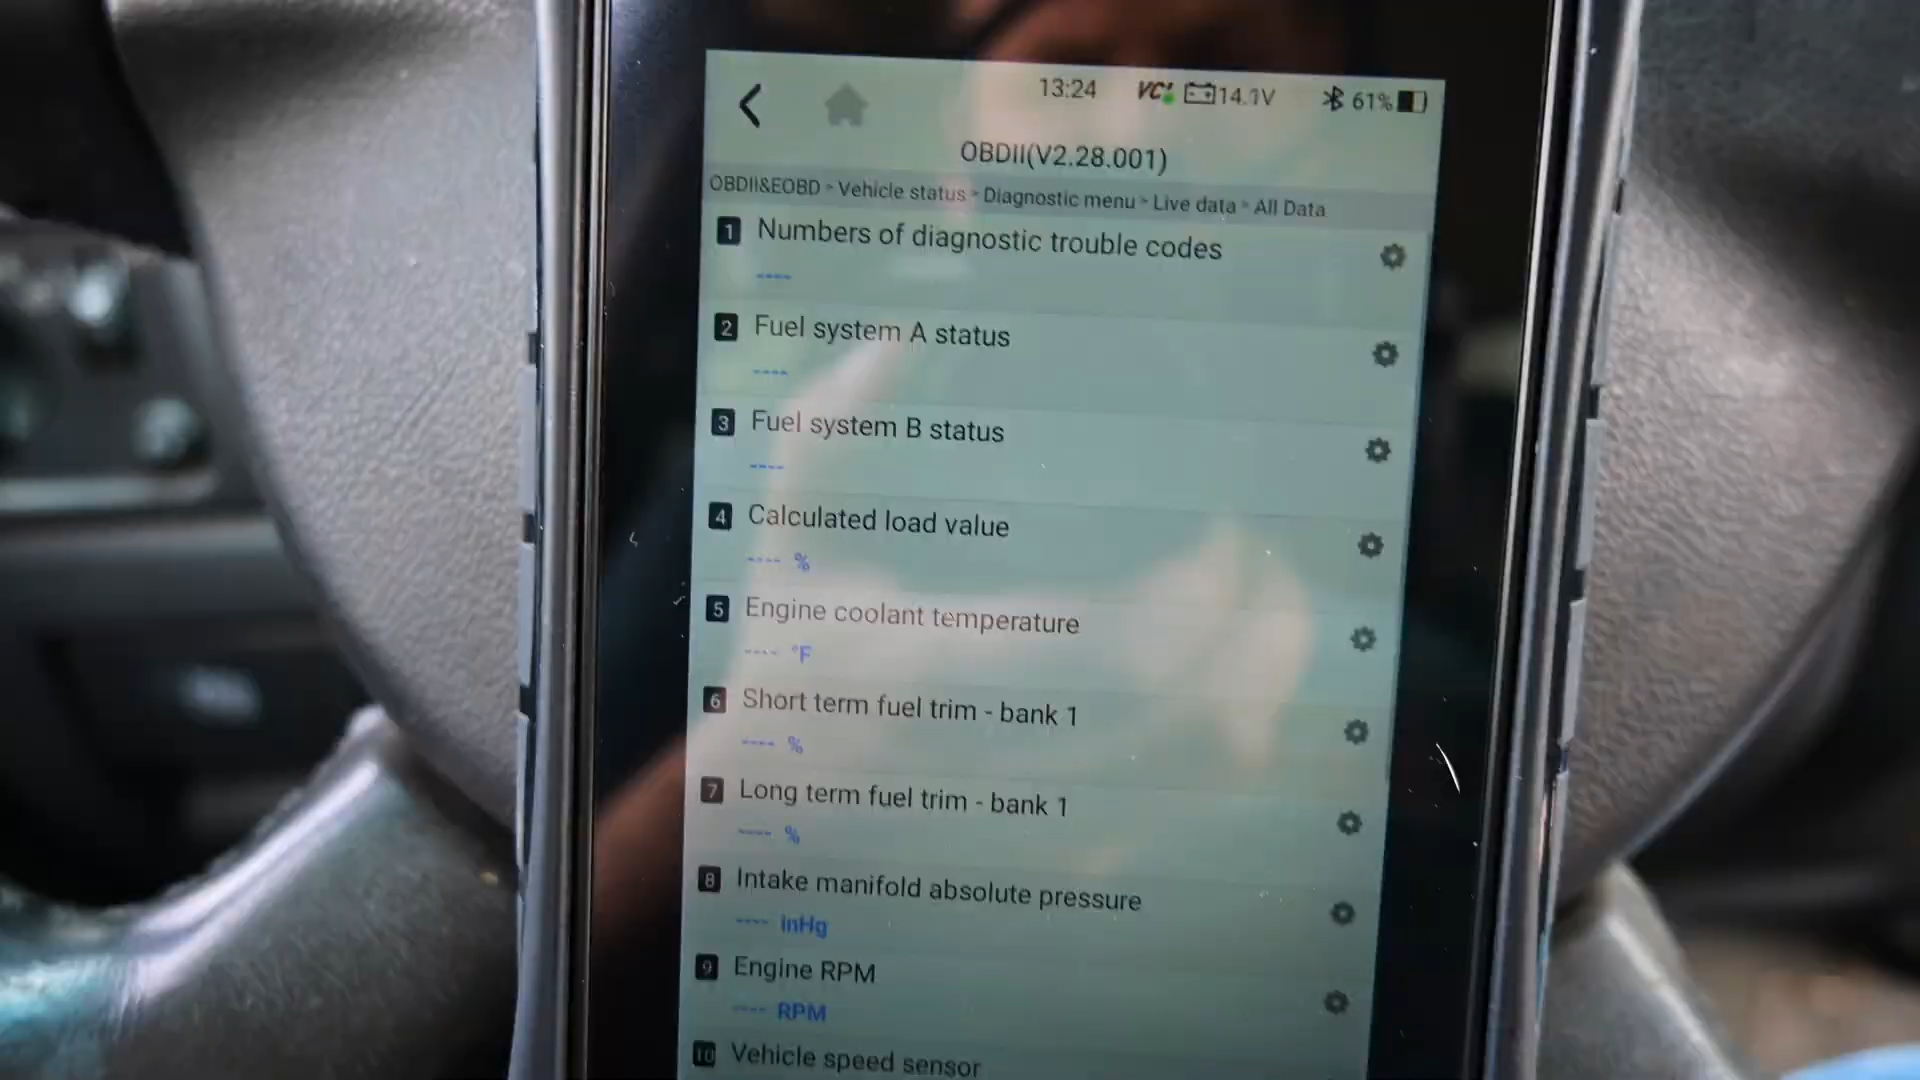 13:24 VCI 14.1V 61%
OBDII(V2.28.001)
OBDII&EOBD > Vehicle status > Diagnostic menu > Live data > All Data
1 Numbers of diagnostic trouble codes
----
2 Fuel system A status
----
3 Fuel system B status
----
4 Calculated load value
---- %
5 Engine coolant temperature
---- °F
6 Short term fuel trim - bank 1
---- %
7 Long term fuel trim - bank 1
---- %
8 Intake manifold absolute pressure
---- inHg
9 Engine RPM
---- RPM
10 Vehicle speed sensor